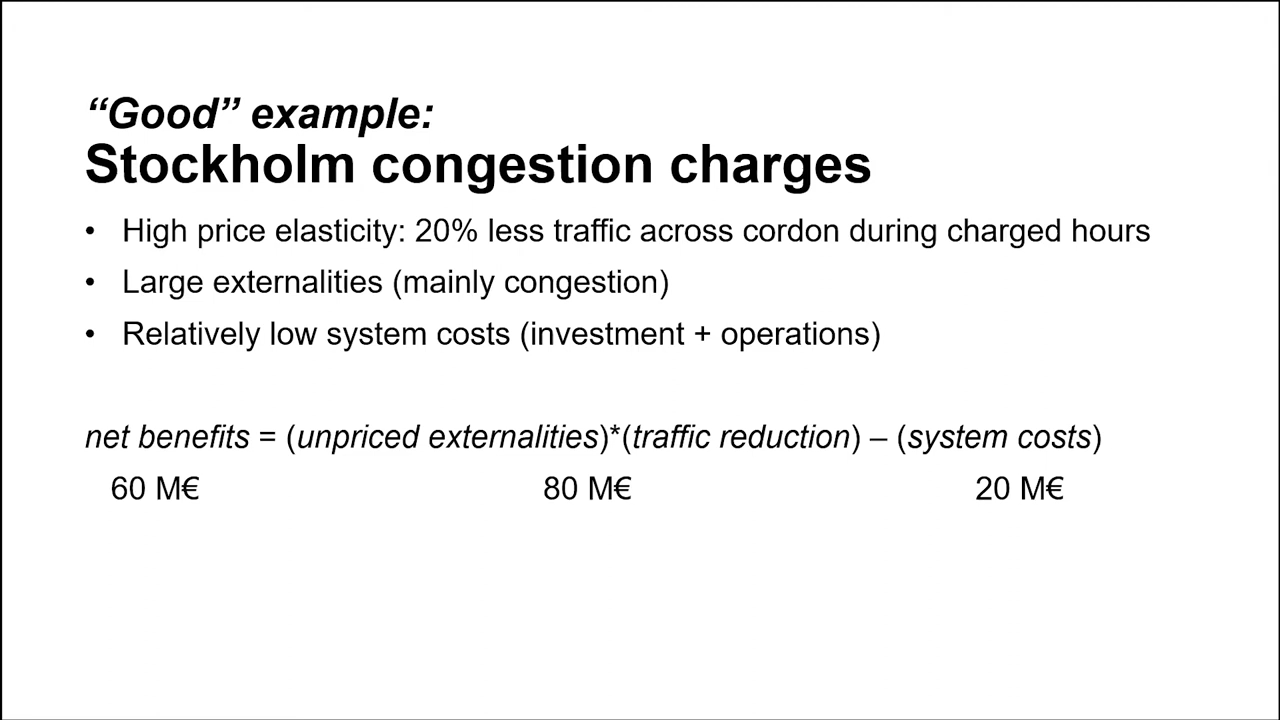 “Good” example:
Stockholm congestion charges
• High price elasticity: 20% less traffic across cordon during charged hours
• Large externalities (mainly congestion)
• Relatively low system costs (investment + operations)
net benefits = (unpriced externalities)*(traffic reduction) – (system costs)
60 M€ 80 M€ 20 M€